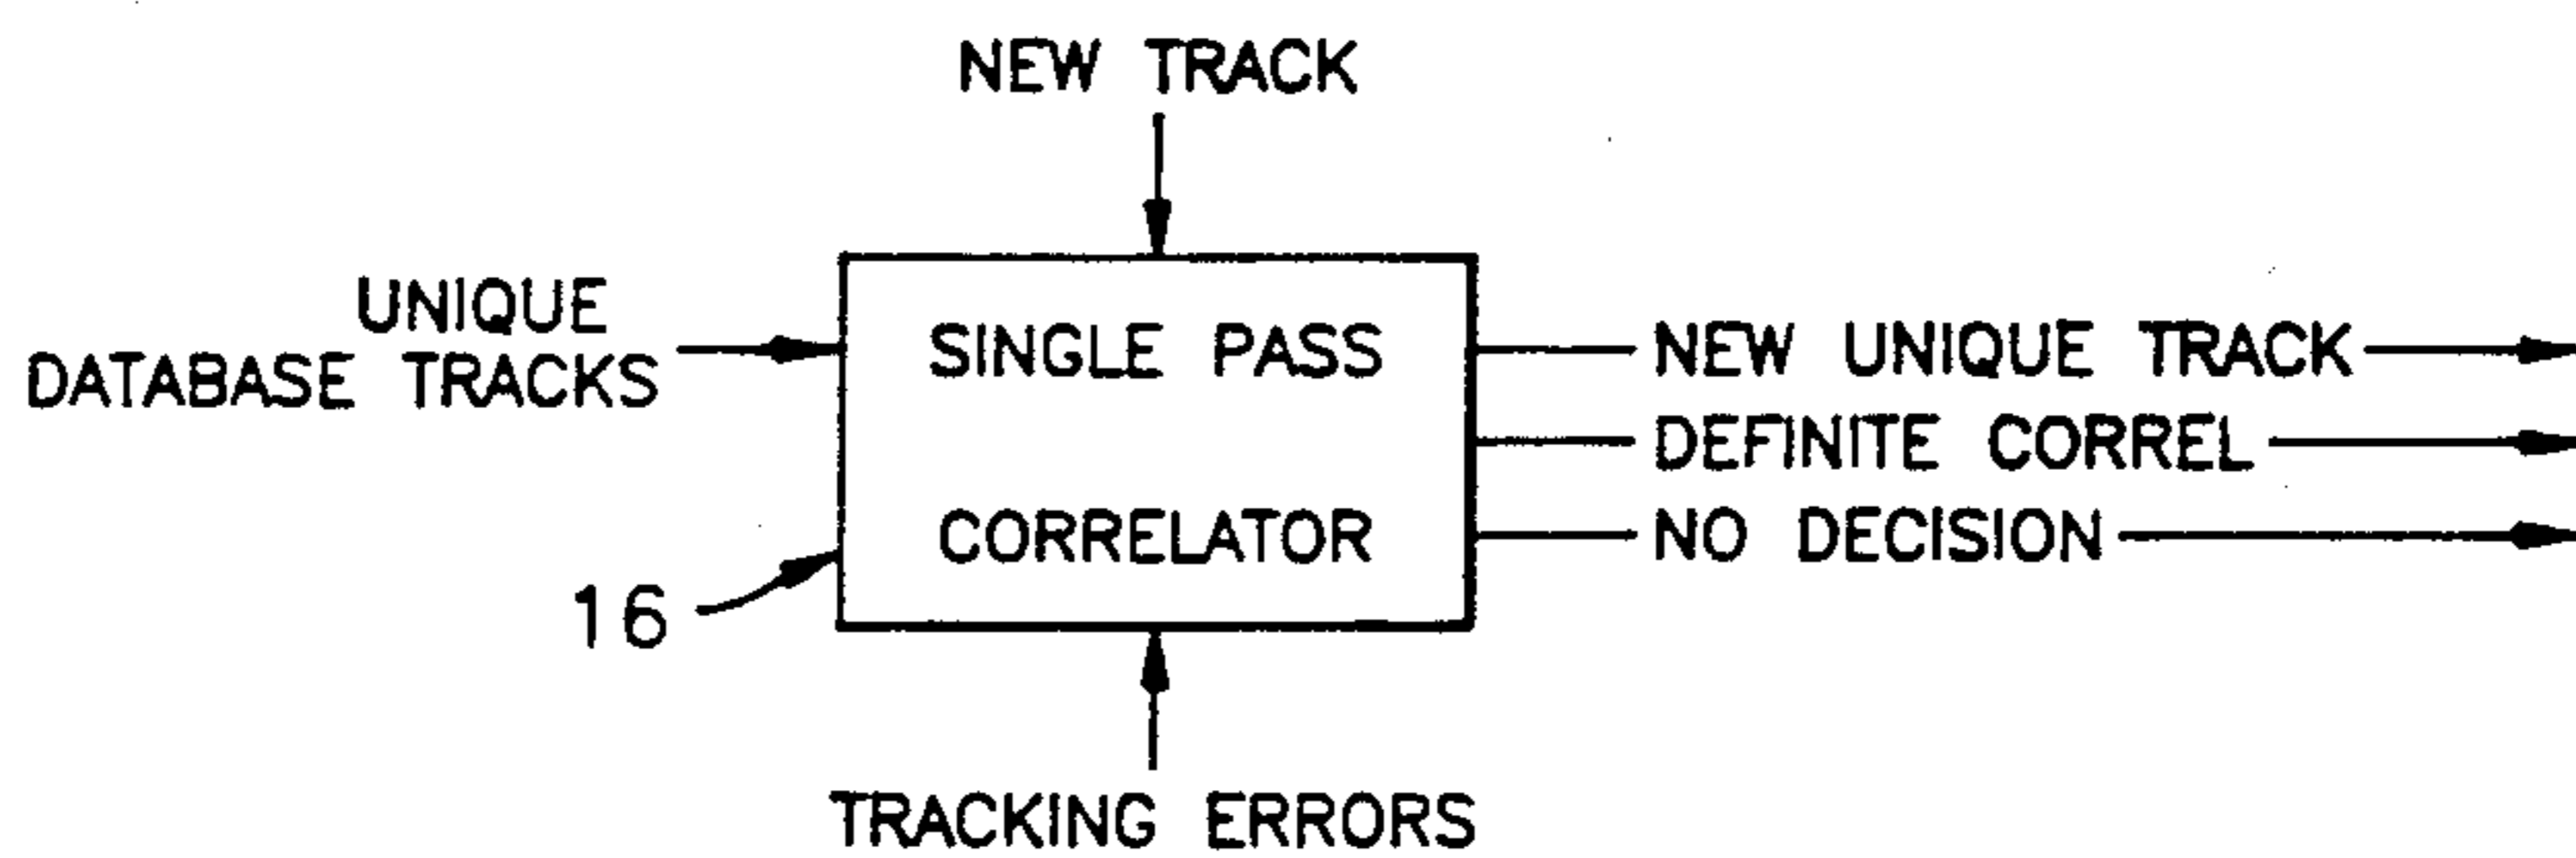 NEW TRACK
UNIQUE
DATABASE TRACKS
SINGLE PASS
CORRELATOR
NEW UNIQUE TRACK
DEFINITE CORREL
NO DECISION
16
TRACKING ERRORS